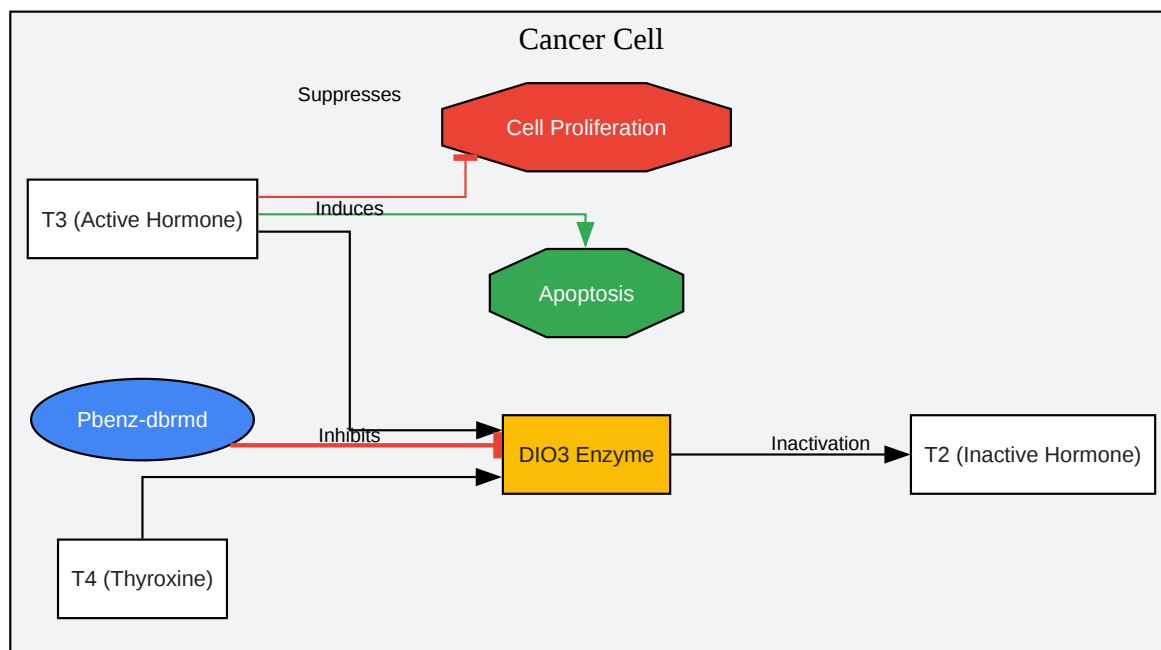 Cancer Cell
Suppresses
Cell Proliferation
T3 (Active Hormone)
Induces
Apoptosis
Pbenz-dbrmd
Inhibits
DIO3 Enzyme
Inactivation
T2 (Inactive Hormone)
T4 (Thyroxine)